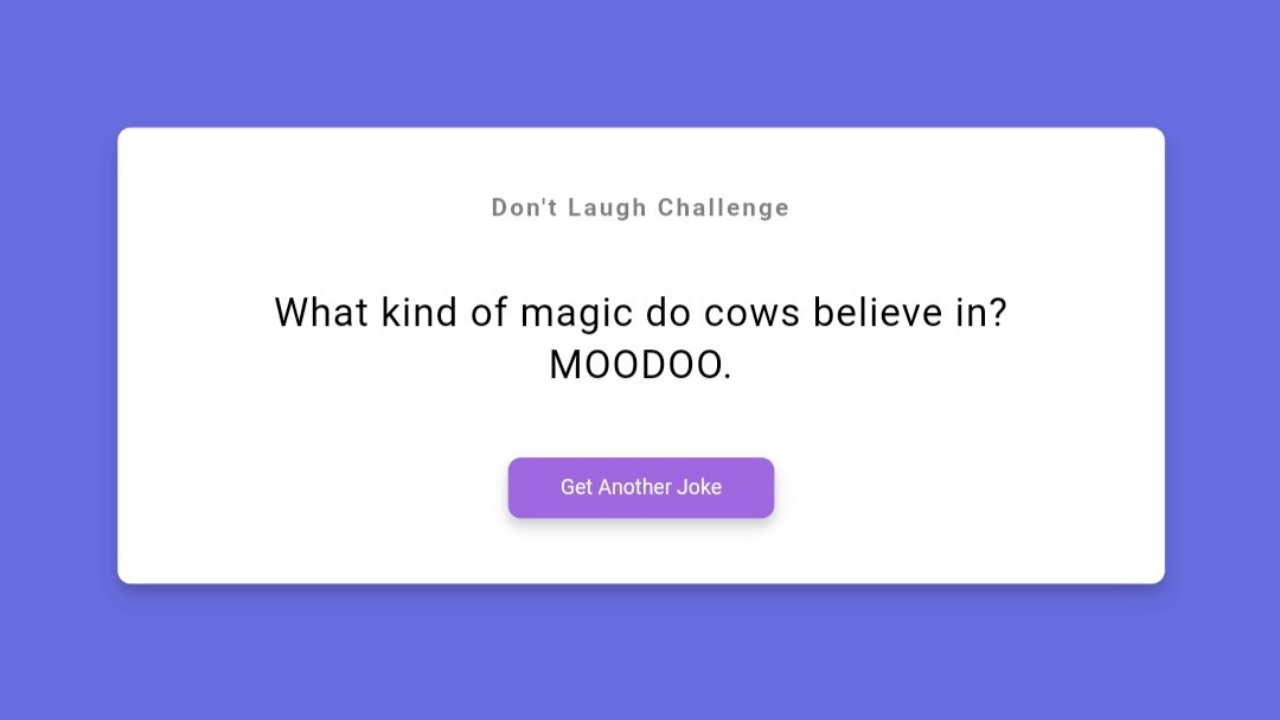 Don't Laugh Challenge
What kind of magic do cows believe in?
MOODOO.
Get Another Joke